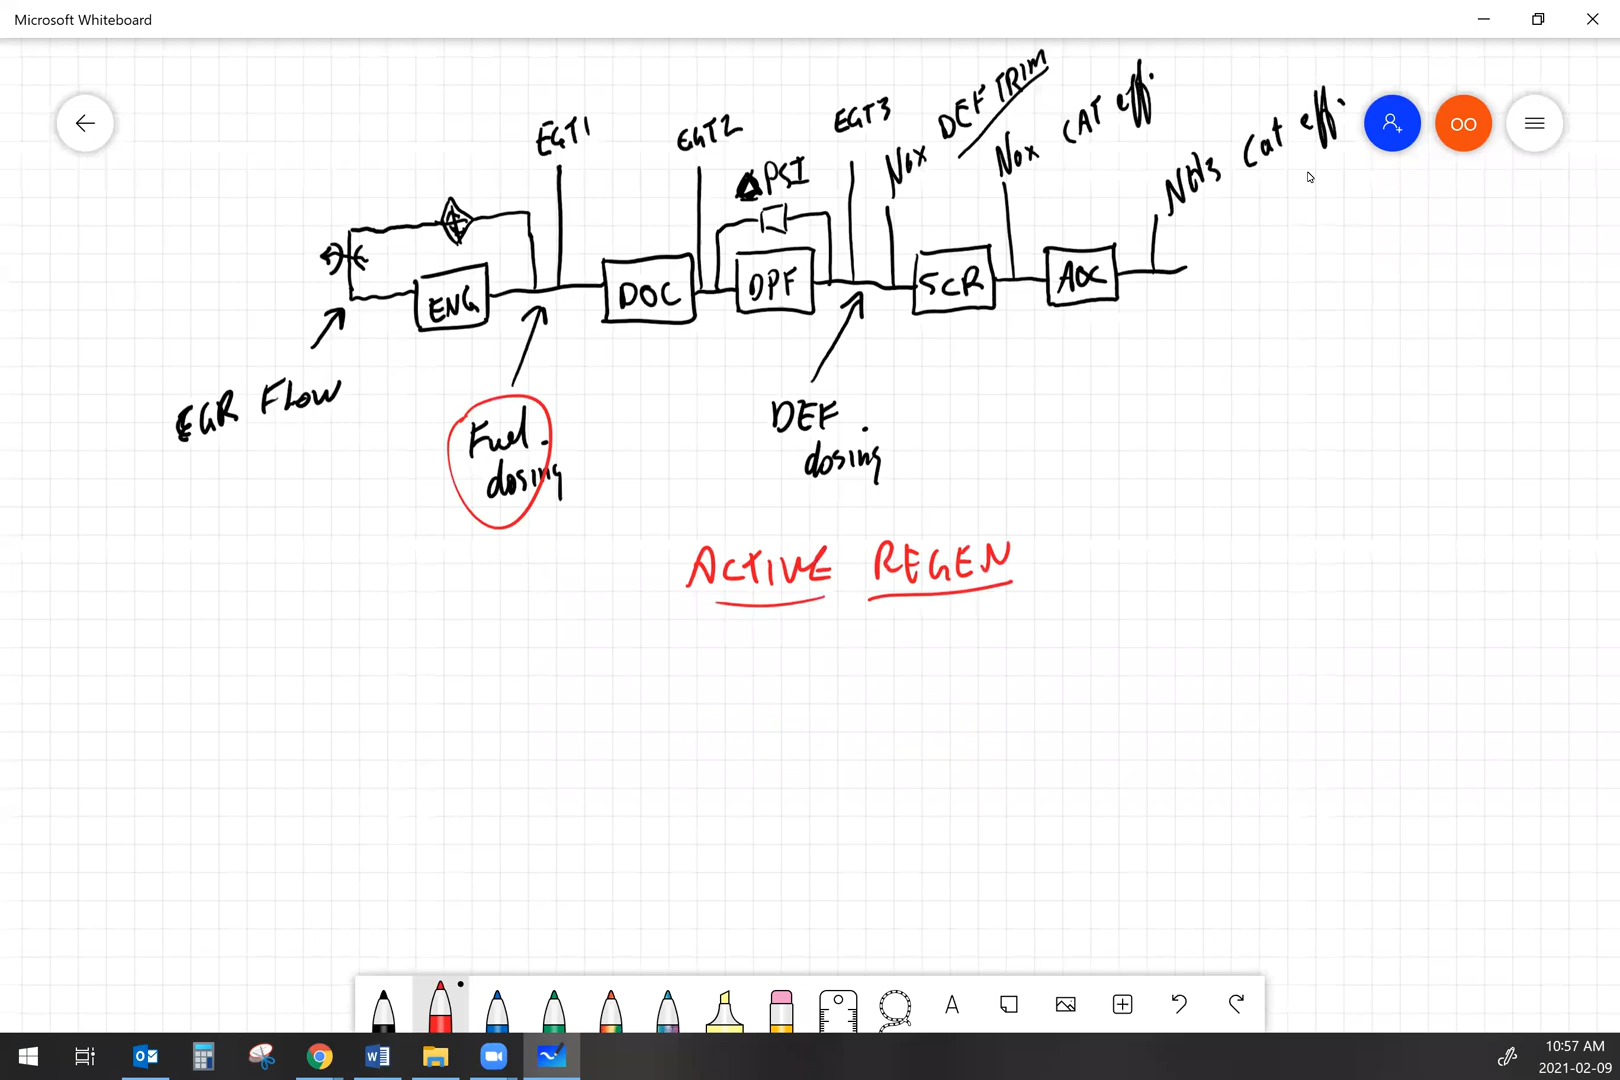 Microsoft Whiteboard
EGT1
EGT2
EGT3
NOx DEF TRIM
NOx CAT eff.
NH3 Cat eff.
ΔPSI
OO
ENG
DOC
DPF
SCR
AOC
EGR Flow
Fuel
dosing
DEF
dosing
ACTIVE REGEN
A
10:57 AM
2021-02-09